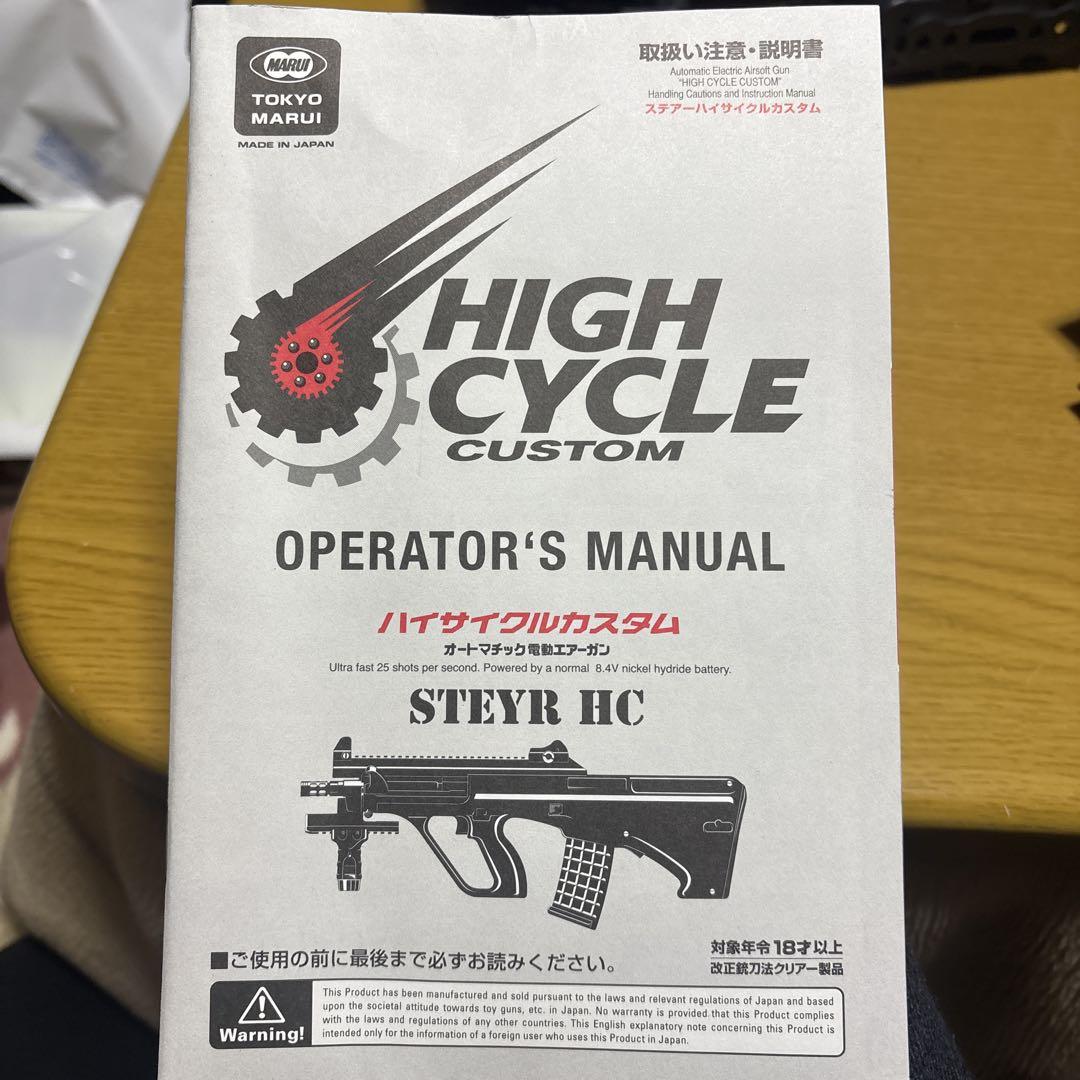 MARUI
TOKYO
MARUI
MADE IN JAPAN
取扱い注意・説明書
Automatic Electric Airsoft Gun
"HIGH CYCLE CUSTOM"
Handling Cautions and Instruction Manual
ステアーハイサイクルカスタム
HIGH
CYCLE
CUSTOM
OPERATOR‘S MANUAL
ハイサイクルカスタム
オートマチック電動エアーガン
Ultra fast 25 shots per second. Powered by a normal 8.4V nickel hydride battery.
STEYR HC
■ご使用の前に最後まで必ずお読みください。
対象年令18才以上
改正銃刀法クリアー製品
Warning!
This Product has been manufactured and sold pursuant to the laws and relevant regulations of Japan and based
upon the societal attitude towards toy guns, etc. in Japan. No warranty is provided that this Product complies
with the laws and regulations of any other countries. This English explanatory note concerning this Product is
intended only for the information of a foreign user who uses this Product in Japan.